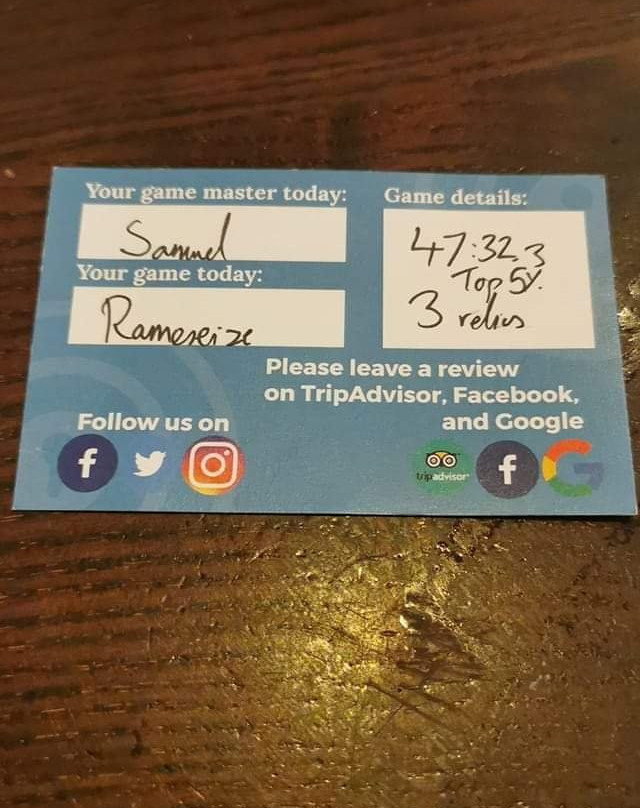 Your game master today:
Samuel
Your game today:
Rameseize
Game details:
47:32.3
Top 5%.
3 relics
Please leave a review
on TripAdvisor, Facebook,
and Google
Follow us on
f
tripadvisor
f
G